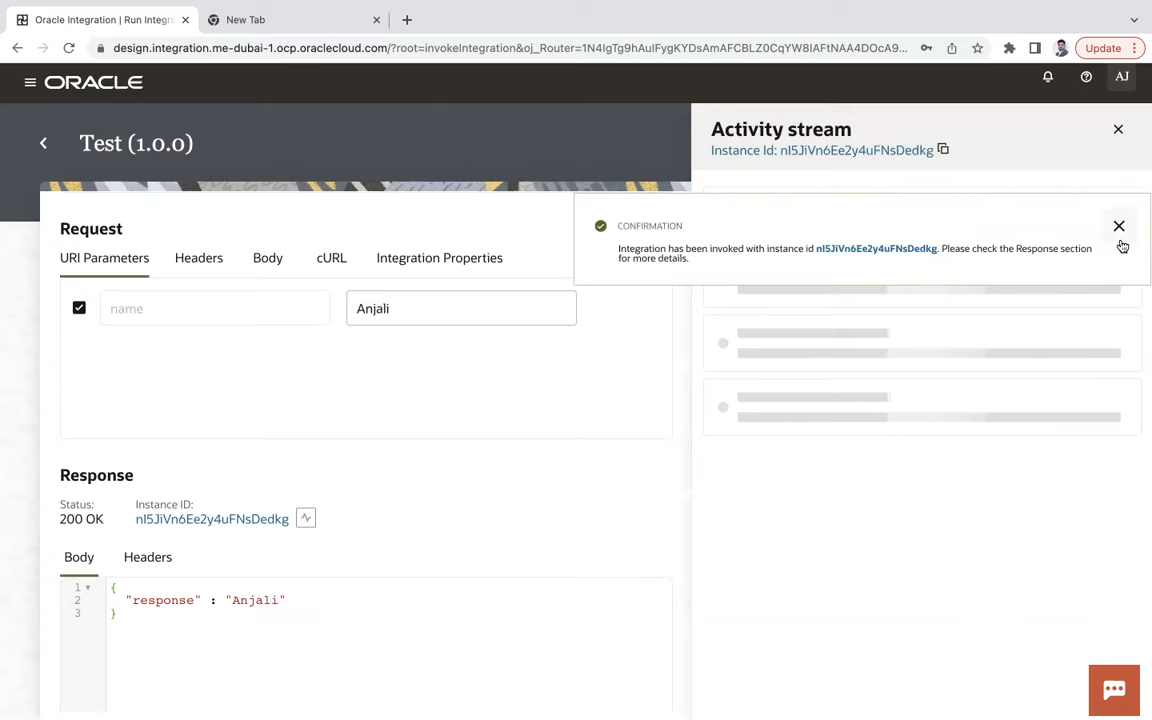 Oracle Integration | Run Integra
New Tab
design.integration.me-dubai-1.ocp.oraclecloud.com/?root=invokeIntegration&oj_Router=1N4IgTg9hAulFygKYDsAmAFCBLZ0CqYW8IAFtNAA4DOcA9...
Update
ORACLE
AJ
Test (1.0.0)
Activity stream
Instance Id: nI5JiVn6Ee2y4uFNsDedkg
CONFIRMATION
Integration has been invoked with instance id nI5JiVn6Ee2y4uFNsDedkg. Please check the Response section
for more details.
Request
URI Parameters Headers Body cURL Integration Properties
name Anjali
Response
Status: Instance ID:
200 OK nI5JiVn6Ee2y4uFNsDedkg
Body Headers
1 {
2 "response" : "Anjali"
3 }